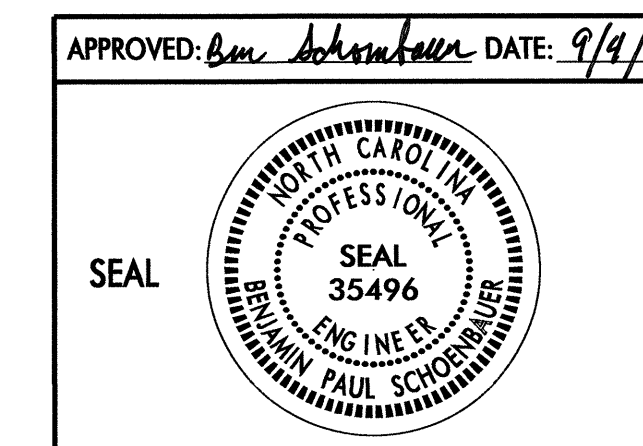 APPROVED: Ben Schoenbauer DATE: 9/9/
SEAL
NORTH CAROLINA
PROFESSIONAL
SEAL
35496
ENGINEER
BENJAMIN PAUL SCHOENBAUER